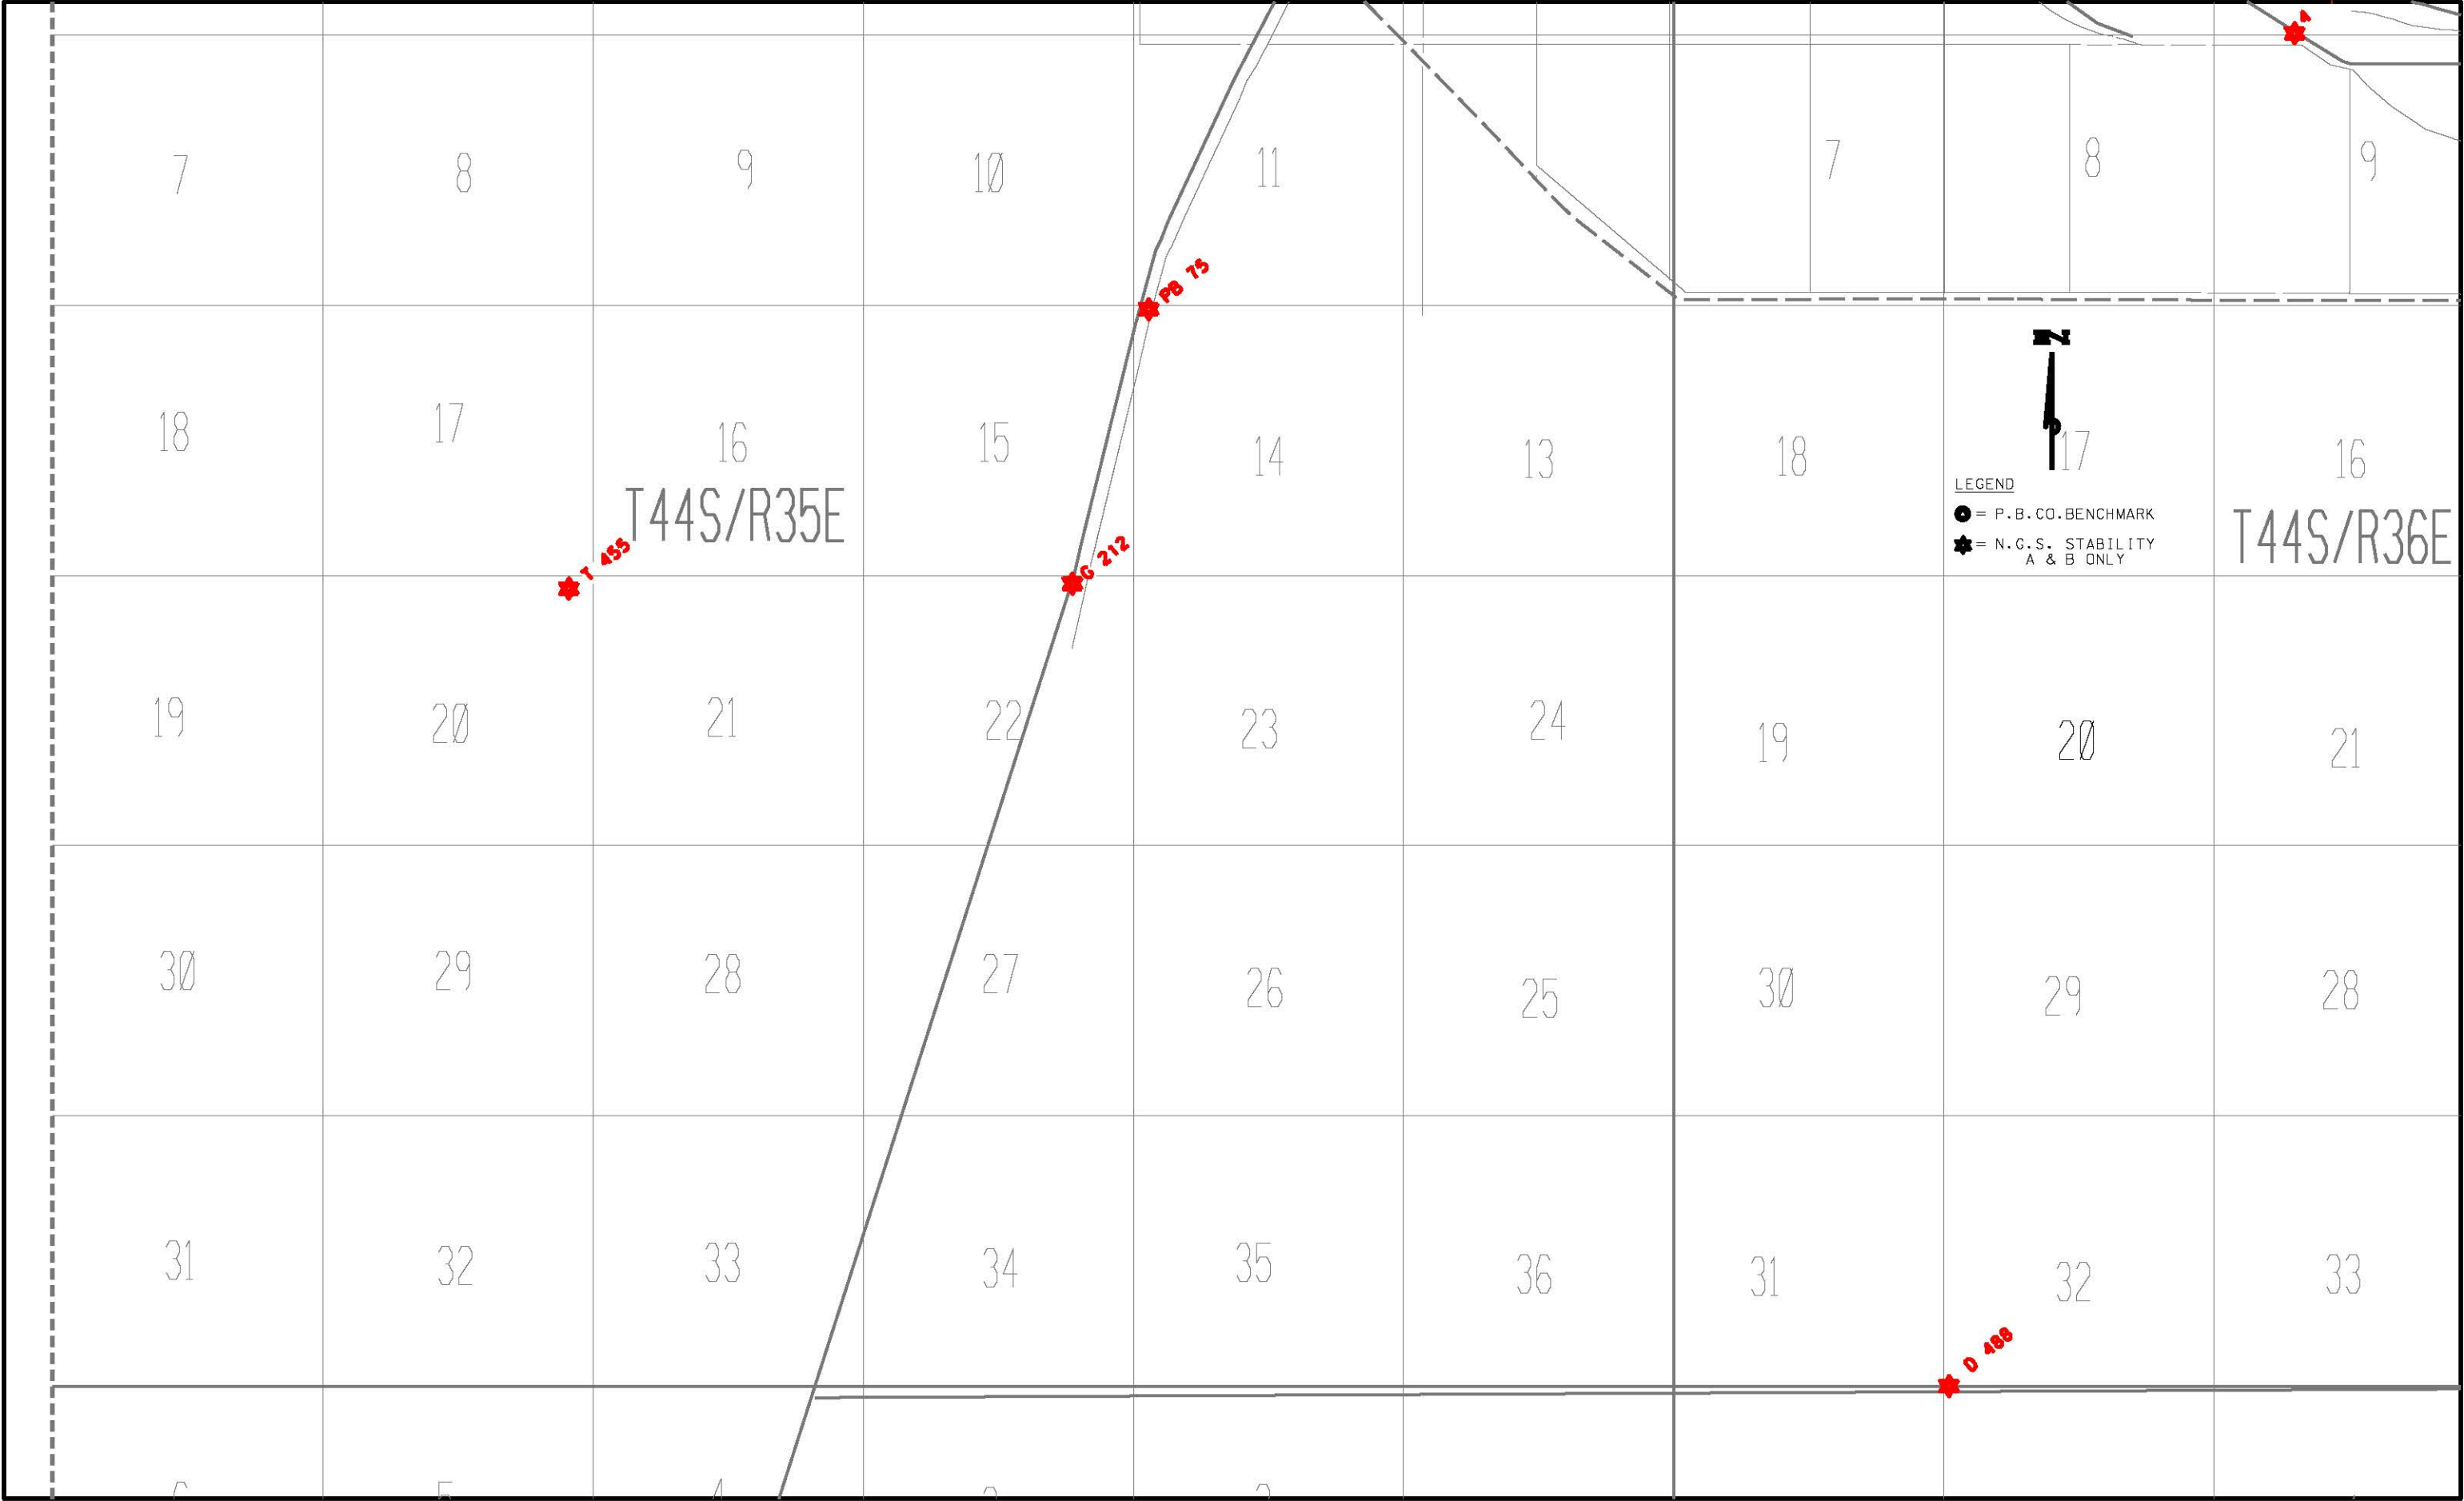 4
7 8 9 10 11 7 8 9
PB 75
N
18 17 16 15 14 13 18 17 16
T44S/R35E
LEGEND
= P.B.CO.BENCHMARK
= N.G.S. STABILITY
A & B ONLY
T44S/R36E
T 455
G 212
19 20 21 22 23 24 19 20 21
30 29 28 27 26 25 30 29 28
31 32 33 34 35 36 31 32 33